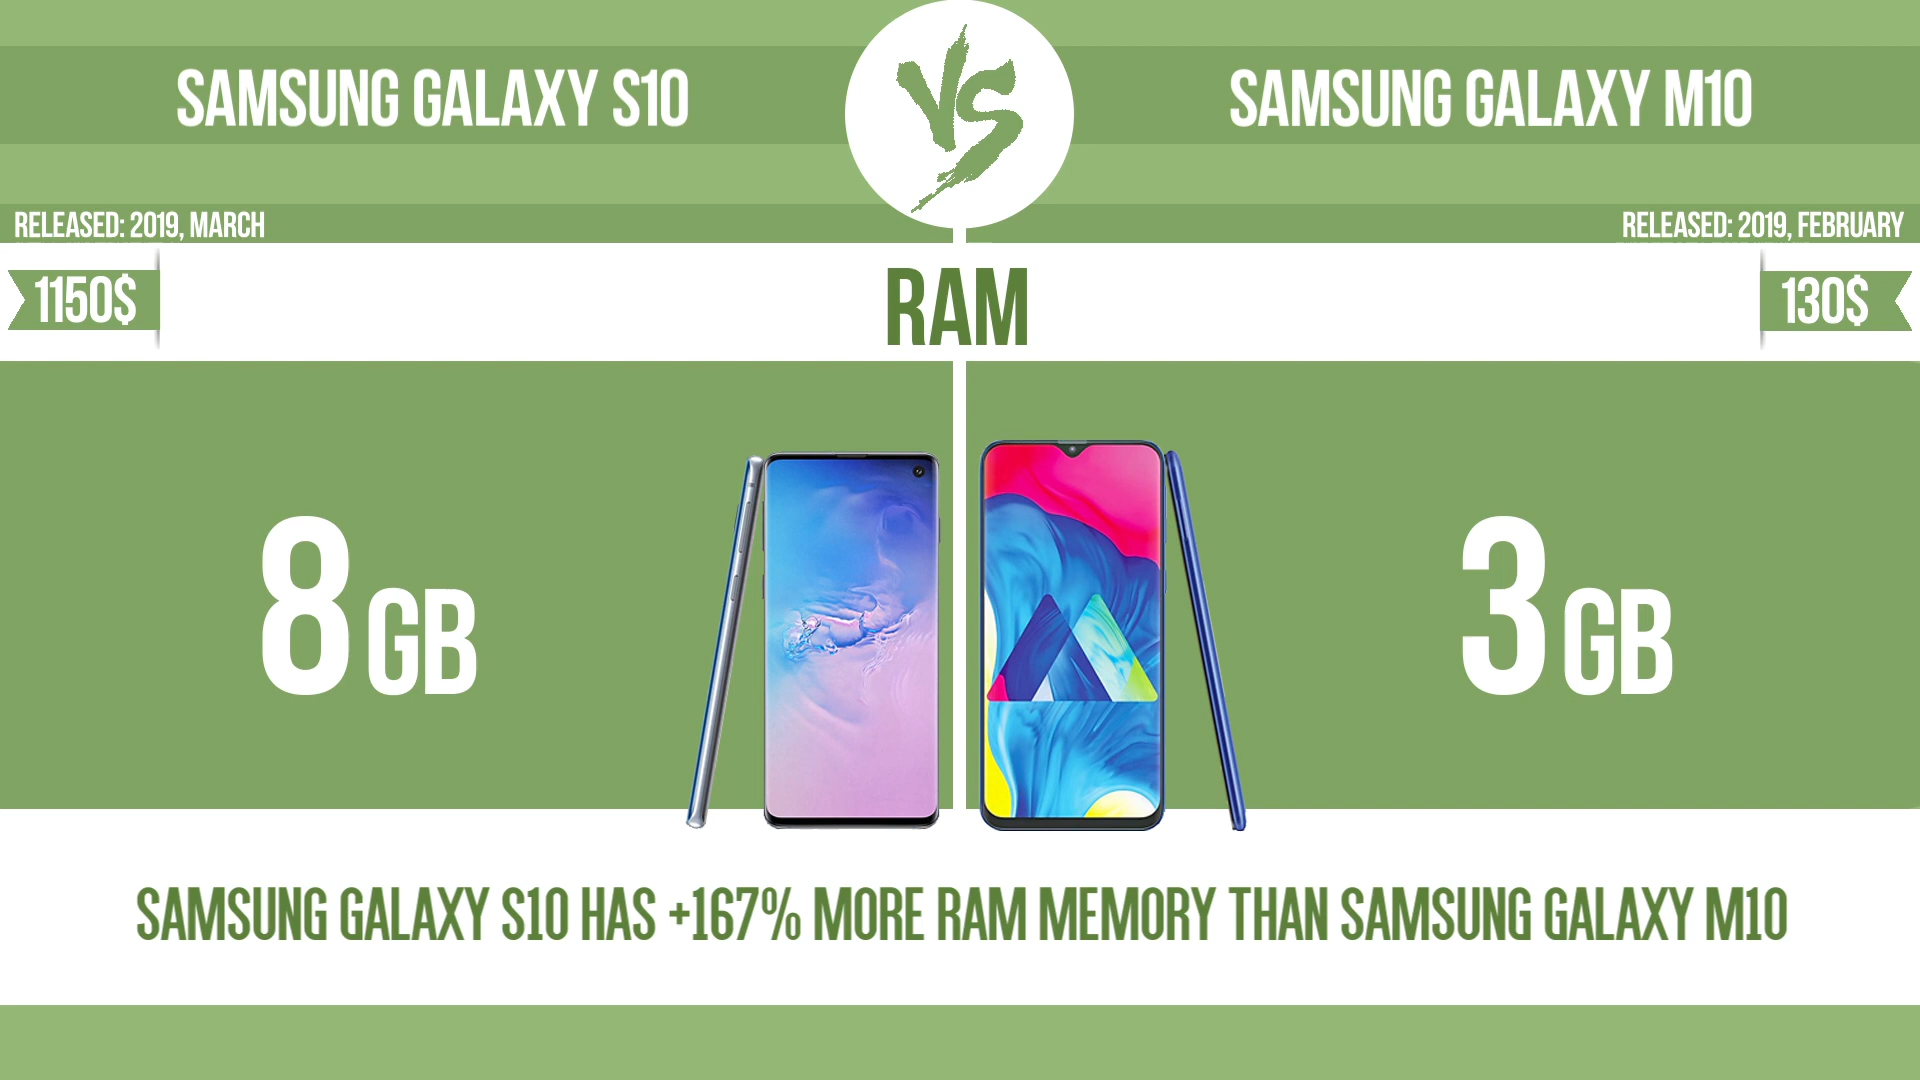 SAMSUNG GALAXY S10
VS
SAMSUNG GALAXY M10
RELEASED: 2019, MARCH
RELEASED: 2019, FEBRUARY
1150$
RAM
130$
8 GB
3 GB
SAMSUNG GALAXY S10 HAS +167% MORE RAM MEMORY THAN SAMSUNG GALAXY M10